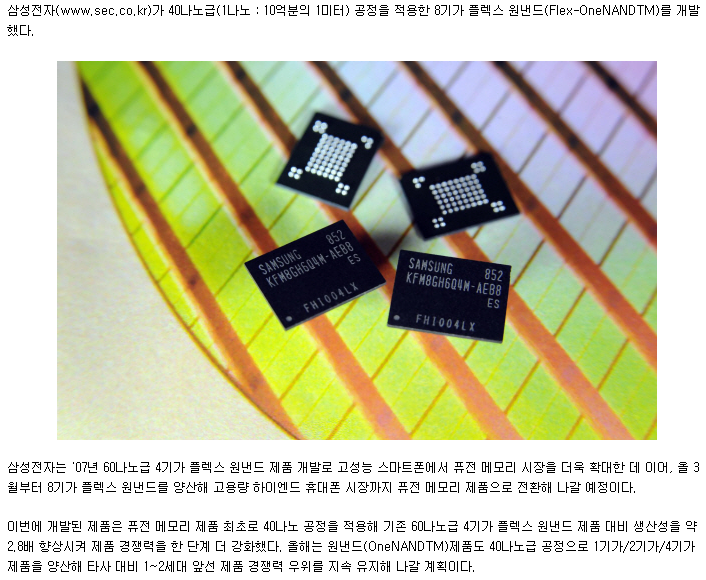 삼성전자(www.sec.co.kr)가 40나노급(1나노 : 10억분의 1미터) 공정을 적용한 8기가 플렉스 원낸드(Flex-OneNANDTM)를 개발
했다.
SAMSUNG 852
KFM8GH6Q4M-AEB8
ES
FHI004LX
SAMSUNG 852
KFM8GH6Q4M-AEB8
ES
FHI004LX
삼성전자는 '07년 60나노급 4기가 플렉스 원낸드 제품 개발로 고성능 스마트폰에서 퓨전 메모리 시장을 더욱 확대한 데 이어, 올 3
월부터 8기가 플렉스 원낸드를 양산해 고용량 하이엔드 휴대폰 시장까지 퓨전 메모리 제품으로 전환해 나갈 예정이다.
이번에 개발된 제품은 퓨전 메모리 제품 최초로 40나노 공정을 적용해 기존 60나노급 4기가 플렉스 원낸드 제품 대비 생산성을 약
2.8배 향상시켜 제품 경쟁력을 한 단계 더 강화했다. 올해는 원낸드(OneNANDTM)제품도 40나노급 공정으로 1기가/2기가/4기가
제품을 양산해 타사 대비 1~2세대 앞선 제품 경쟁력 우위를 지속 유지해 나갈 계획이다.